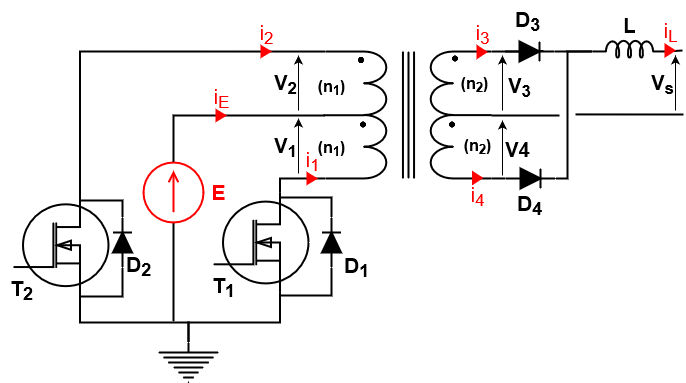 i2 i3 D3 L iL
V2 (n1) (n2) V3 Vs
iE
V1 (n1) (n2) V4
i1
E i4 D4
T2 D2 T1 D1